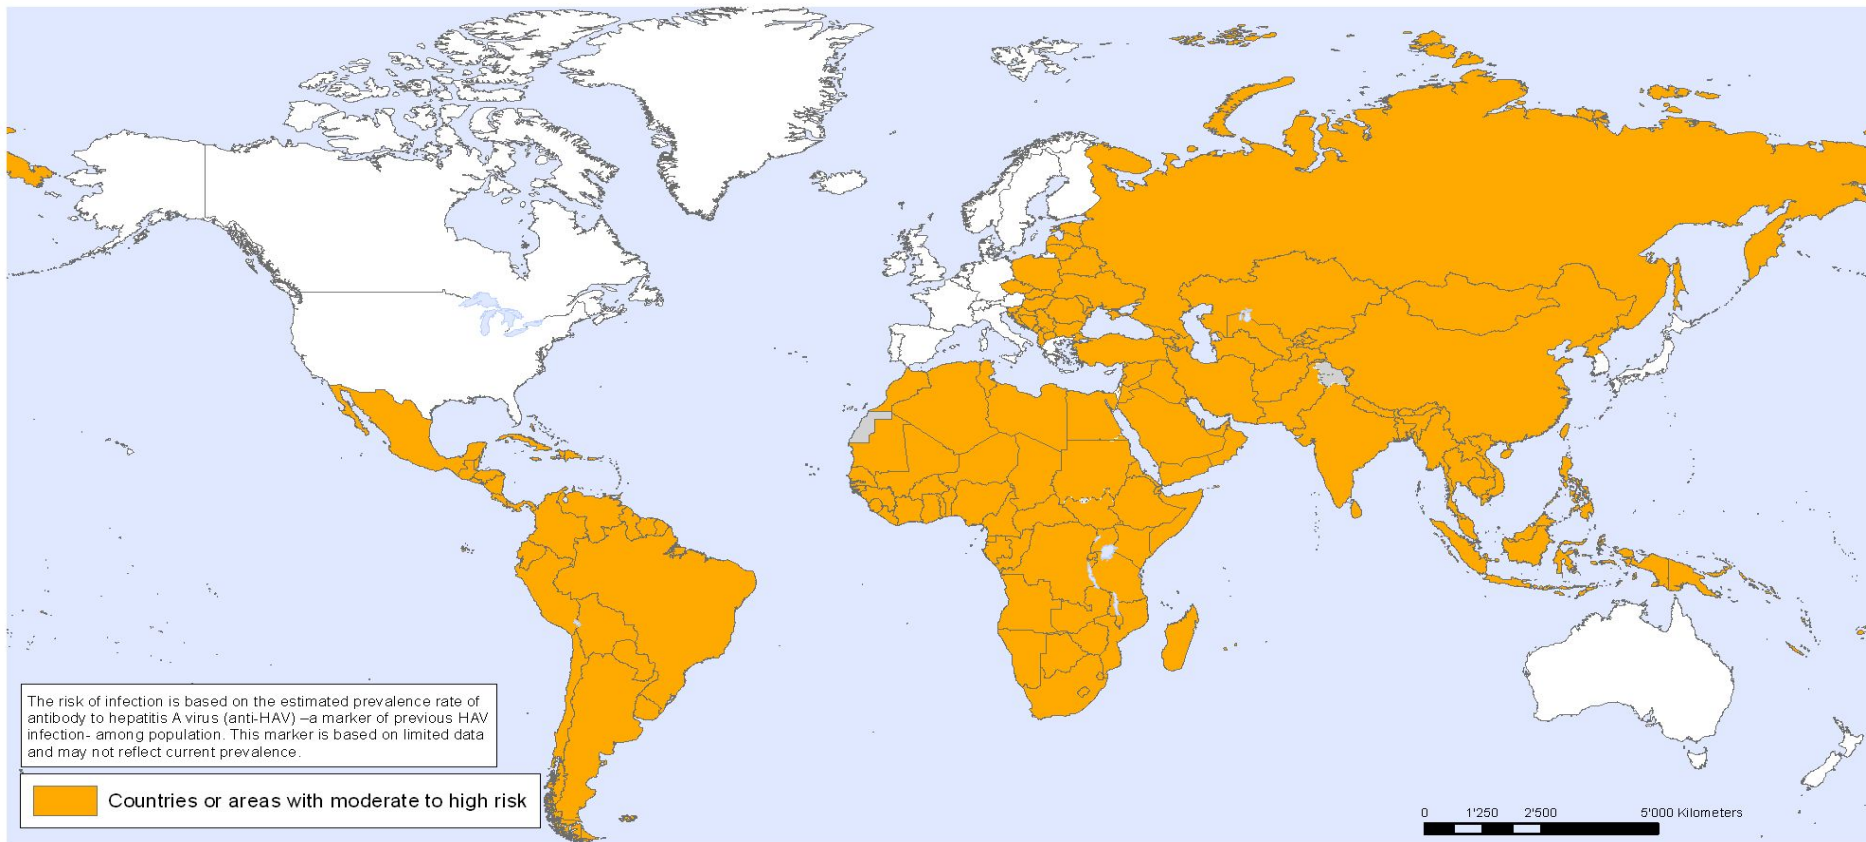 The risk of infection is based on the estimated prevalence rate of
antibody to hepatitis A virus (anti-HAV) –a marker of previous HAV
infection- among population. This marker is based on limited data
and may not reflect current prevalence.
Countries or areas with moderate to high risk
0 1'250 2'500 5'000 Kilometers